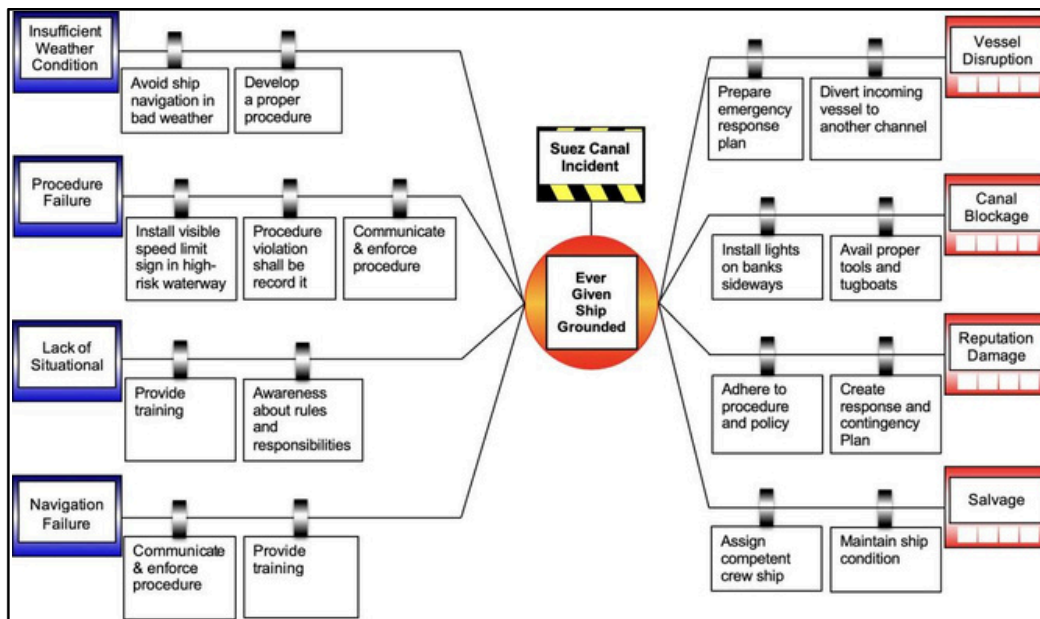 Insufficient
Weather
Condition
Avoid ship
navigation in
bad weather
Develop
a proper
procedure
Procedure
Failure
Install visible
speed limit
sign in high-
risk waterway
Procedure
violation
shall be
record it
Communicate
& enforce
procedure
Lack of
Situational
Provide
training
Awareness
about rules
and
responsibilities
Navigation
Failure
Communicate
& enforce
procedure
Provide
training
Suez Canal
Incident
Ever
Given
Ship
Grounded
Vessel
Disruption
Prepare
emergency
response
plan
Divert incoming
vessel to
another channel
Canal
Blockage
Install lights
on banks
sideways
Avail proper
tools and
tugboats
Reputation
Damage
Adhere to
procedure
and policy
Create
response and
contingency
Plan
Salvage
Assign
competent
crew ship
Maintain ship
condition